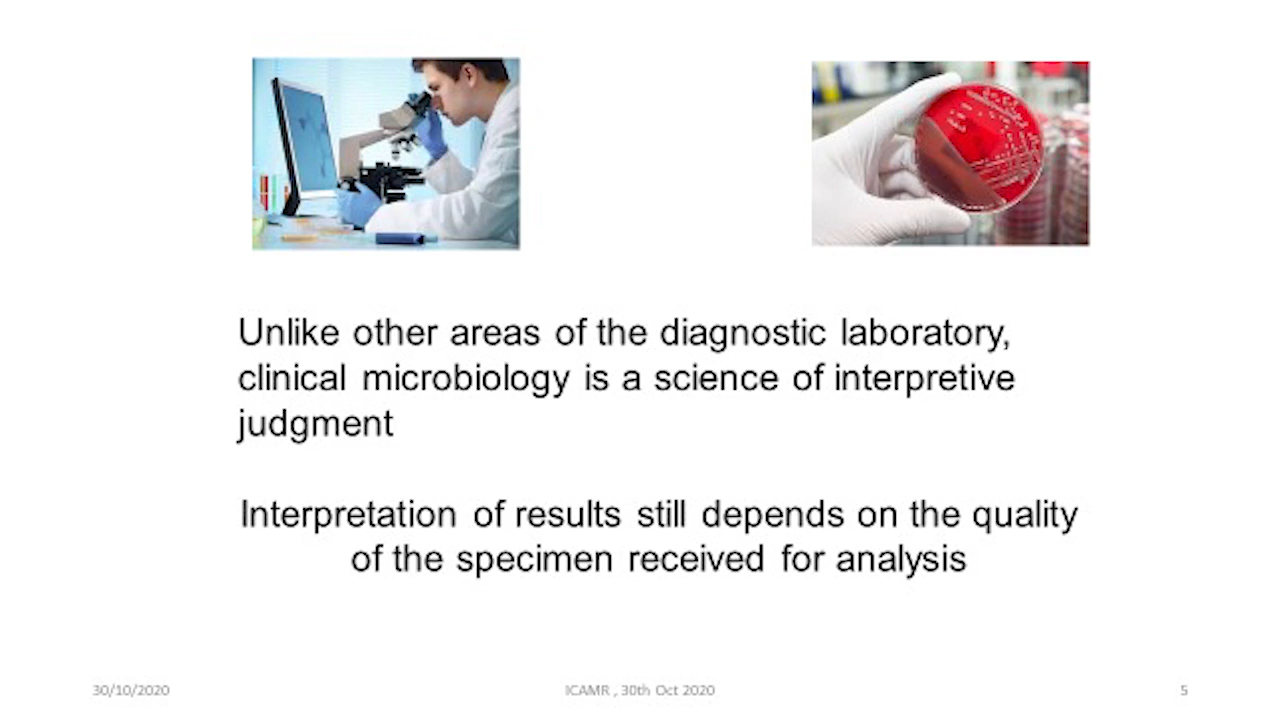 Unlike other areas of the diagnostic laboratory,
clinical microbiology is a science of interpretive
judgment
Interpretation of results still depends on the quality
of the specimen received for analysis
30/10/2020
ICAMR , 30th Oct 2020
5